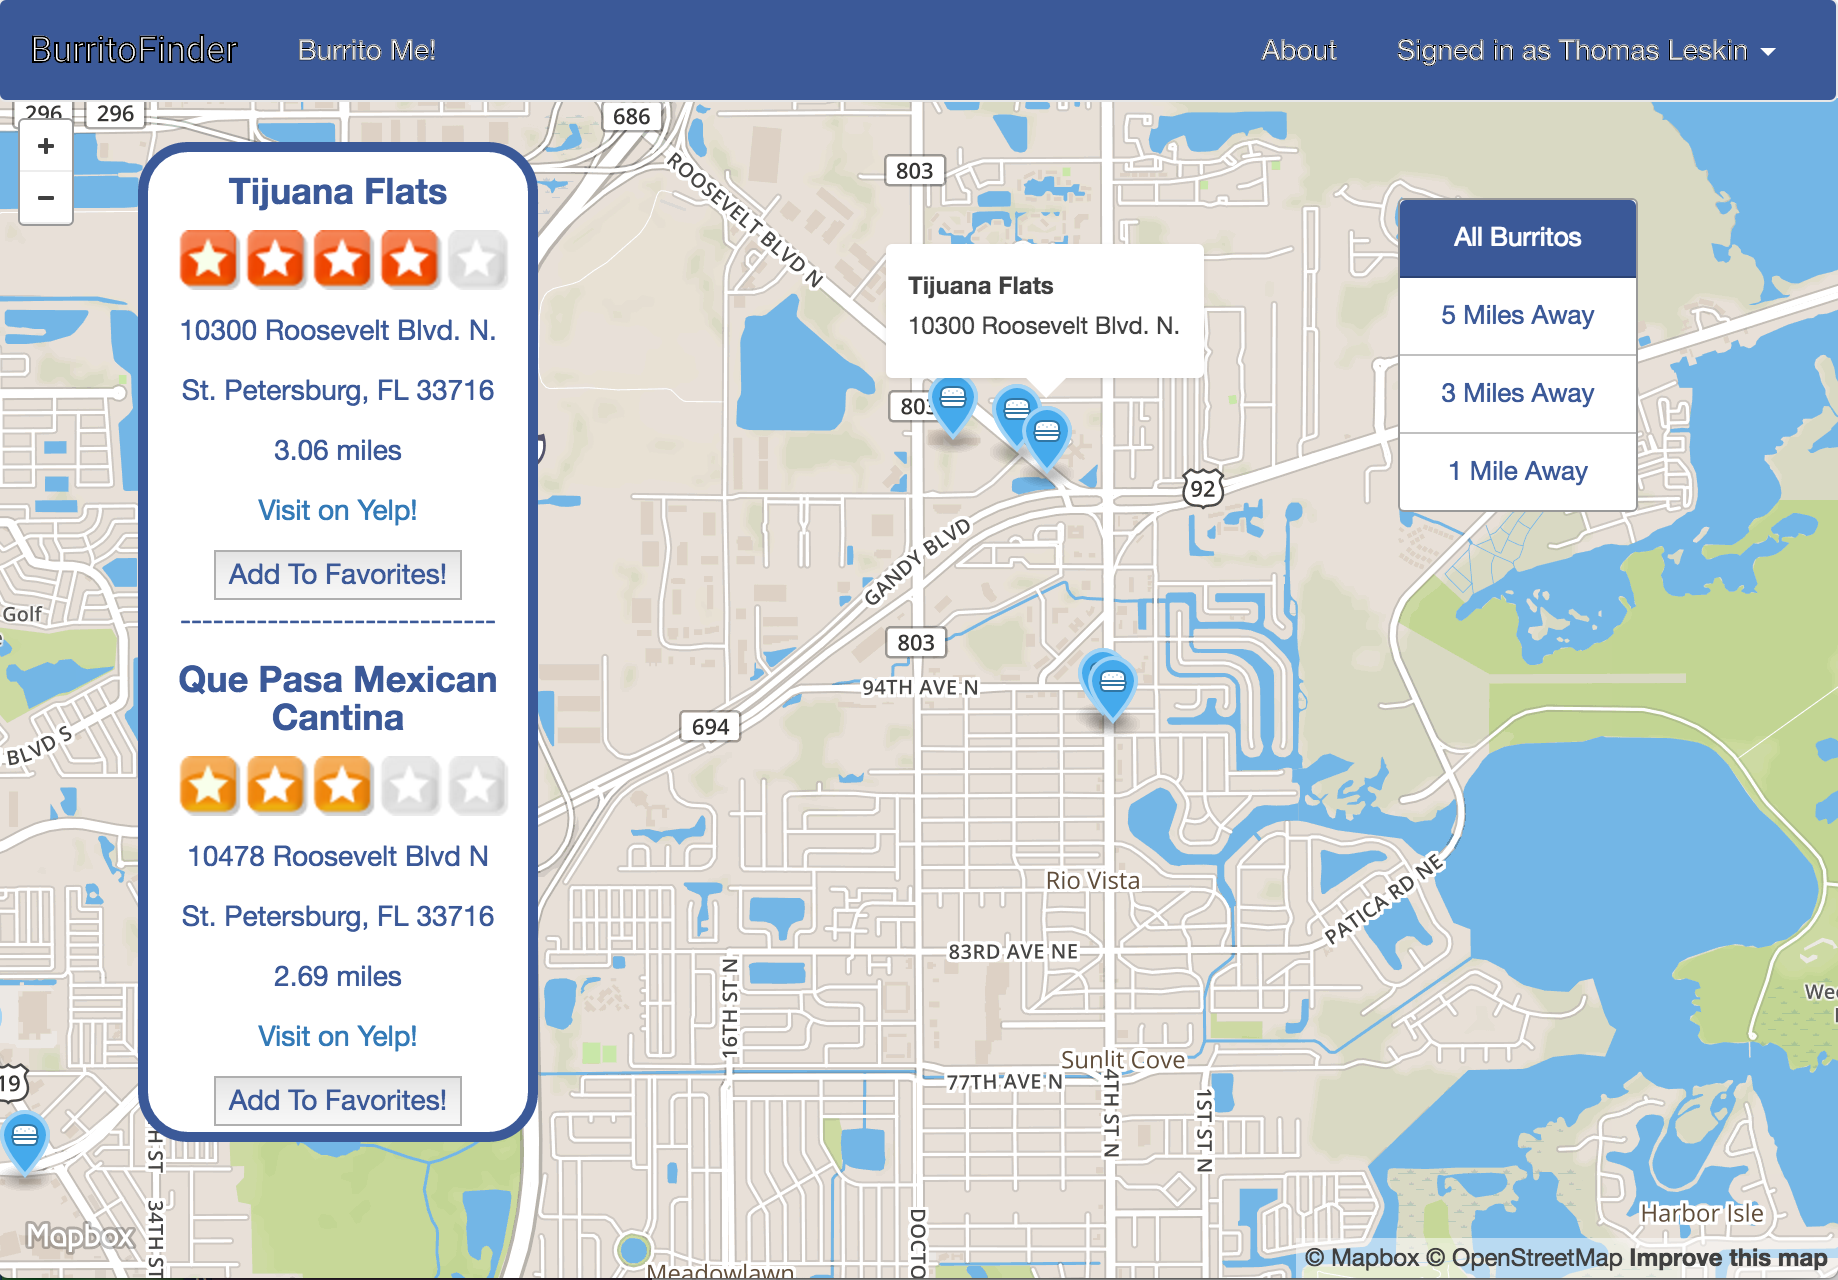 BurritoFinder
Burrito Me!
About
Signed in as Thomas Leskin
296
296
+
−
Tijuana Flats
10300 Roosevelt Blvd. N.
St. Petersburg, FL 33716
3.06 miles
Visit on Yelp!
Add To Favorites!
-----------------------------
Que Pasa Mexican
Cantina
10478 Roosevelt Blvd N
St. Petersburg, FL 33716
2.69 miles
Visit on Yelp!
Add To Favorites!
686
803
ROOSEVELT BLVD N
Tijuana Flats
10300 Roosevelt Blvd. N.
All Burritos
5 Miles Away
3 Miles Away
1 Mile Away
803
92
GANDY BLVD
Golf
803
94TH AVE N
694
BLVD S
Rio Vista
PATICA RD NE
83RD AVE NE
16TH ST N
Sunlit Cove
77TH AVE N
4TH ST N
1ST ST N
19
H ST
34TH ST
Harbor Isle
DOCTO
Meadowlawn
Mapbox
© Mapbox © OpenStreetMap Improve this map